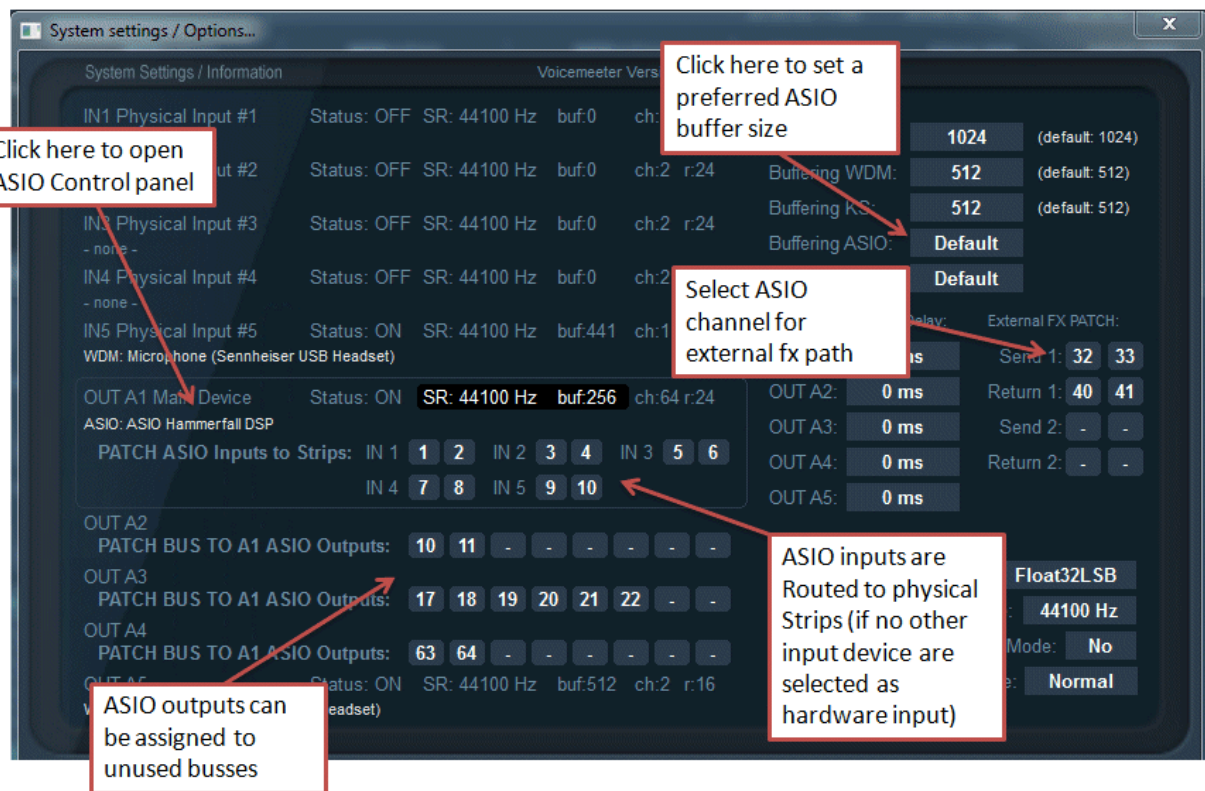 System settings / Options...
x
System Settings / Information
Voicemeeter Vers
Click here to set a
preferred ASIO
buffer size
IN1 Physical Input #1 Status: OFF SR: 44100 Hz buf:0 ch:
1024 (default: 1024)
Click here to open
ASIO Control panel
ut #2 Status: OFF SR: 44100 Hz buf:0 ch:2 r:24
Buffering WDM: 512 (default: 512)
IN3 Physical Input #3 Status: OFF SR: 44100 Hz buf:0 ch:2 r:24
- none -
Buffering KS: 512 (default: 512)
Buffering ASIO: Default
IN4 Physical Input #4 Status: OFF SR: 44100 Hz buf:0 ch:2
- none -
Default
Select ASIO
channel for
external fx path
IN5 Physical Input #5 Status: ON SR: 44100 Hz buf:441 ch:1
WDM: Microphone (Sennheiser USB Headset)
Delay: External FX PATCH:
ms Send 1: 32 33
OUT A1 Main Device Status: ON SR: 44100 Hz buf:256 ch:64 r:24
ASIO: ASIO Hammerfall DSP
OUT A2: 0 ms Return 1: 40 41
OUT A3: 0 ms Send 2: - -
PATCH ASIO Inputs to Strips: IN 1 1 2 IN 2 3 4 IN 3 5 6
OUT A4: 0 ms Return 2: - -
IN 4 7 8 IN 5 9 10
OUT A5: 0 ms
OUT A2
PATCH BUS TO A1 ASIO Outputs: 10 11 - - - - - -
OUT A3
PATCH BUS TO A1 ASIO Outputs: 17 18 19 20 21 22 - -
OUT A4
PATCH BUS TO A1 ASIO Outputs: 63 64 - - - - - -
OUT A5 Status: ON SR: 44100 Hz buf:512 ch:2 r:16
eadset)
ASIO inputs are
Routed to physical
Strips (if no other
input device are
selected as
hardware input)
Float32LSB
: 44100 Hz
Mode: No
e: Normal
ASIO outputs can
be assigned to
unused busses